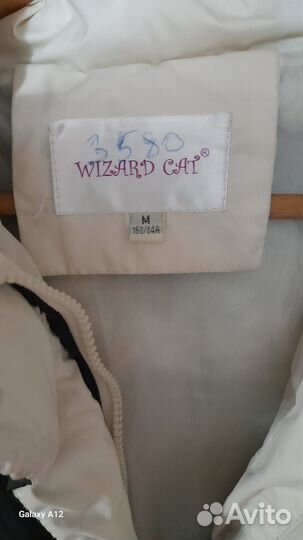 3580
WIZARD CAT®
M
160/84A
Galaxy A12
Avito